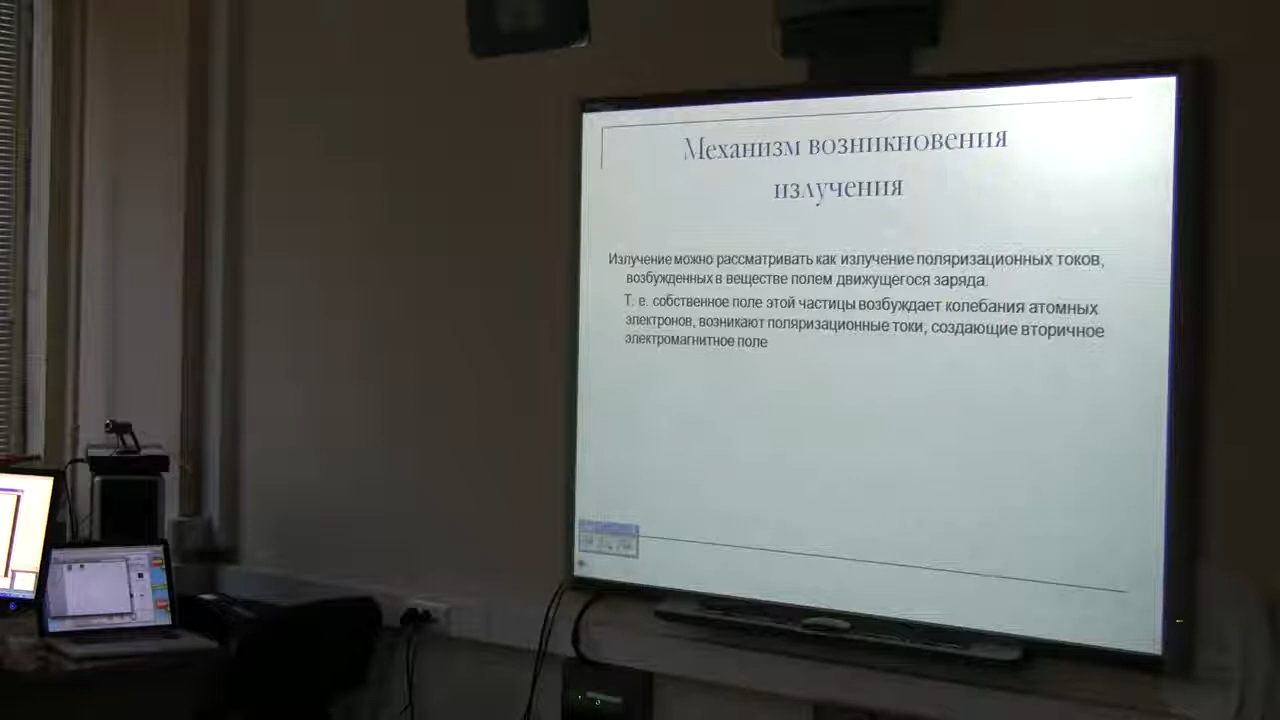 Механизм возникновения
излучения
Излучение можно рассматривать как излучение поляризационных токов,
возбужденных в веществе полем движущегося заряда.
Т. е. собственное поле этой частицы возбуждает колебания атомных
электронов, возникают поляризационные токи, создающие вторичное
электромагнитное поле